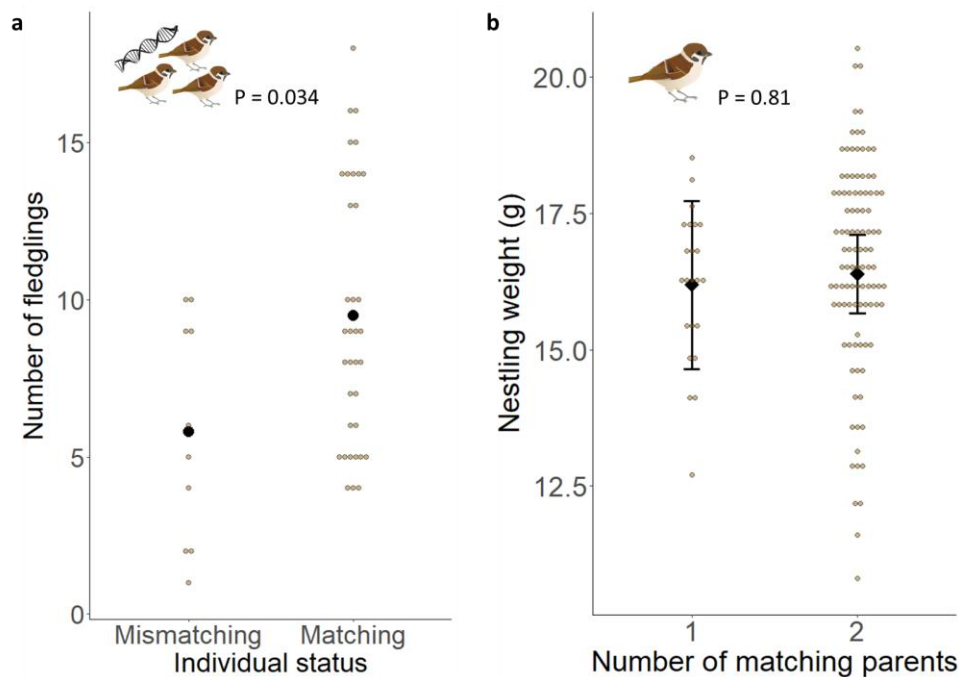 a
P = 0.034
Number of fledglings
15
10
5
0
Mismatching
Matching
Individual status
b
P = 0.81
Nestling weight (g)
20.0
17.5
15.0
12.5
1
2
Number of matching parents